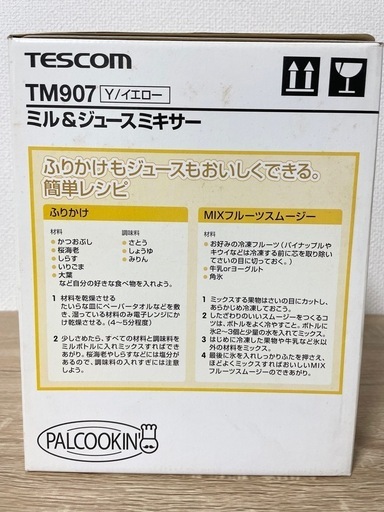 TESCOM
TM907 Y/イエロー
ミル&ジュースミキサー
ふりかけもジュースもおいしくできる。
簡単レシピ
ふりかけ
材料
● かつおぶし
● 桜海老
● しらす
● いりごま
● 大葉
調味料
● さとう
● しょうゆ
● みりん
など自分の好きな食べ物を入れよう。
1 材料を乾燥させる
たいらな皿にペーパータオルなどを敷
き、湿っている材料のみ電子レンジにか
け乾燥させる。(4〜5分程度)
2 少しさめたら、すべての材料と調味料を
ミルボトルに入れミックスすればでき
あがり。桜海老やしらすなどには塩分が
あるので、調味料の入れすぎには注意し
よう。
MIXフルーツスムージー
材料
● お好みの冷凍フルーツ(パイナップルや
キウイなどは冷凍する前に芯を取り除い
てさいの目に切っておく。)
● 牛乳orヨーグルト
● 角氷
1 ミックスする果物はさいの目にカットし、
あらかじめ冷凍しておく。
2 したざわりのいいスムージーをつくるコ
ツは、ボトルをよく冷やすこと。ボトルに
氷2〜3個と少量の水を入れてミックス。
3 はじめに冷凍した果物や牛乳など氷以
外の材料をミックス。
4 最後に氷を入れしっかりふたを押さえ、
ほどよくミックスすればおいしいMIX
フルーツスムージーのできあがり。
PALCOOKIN'